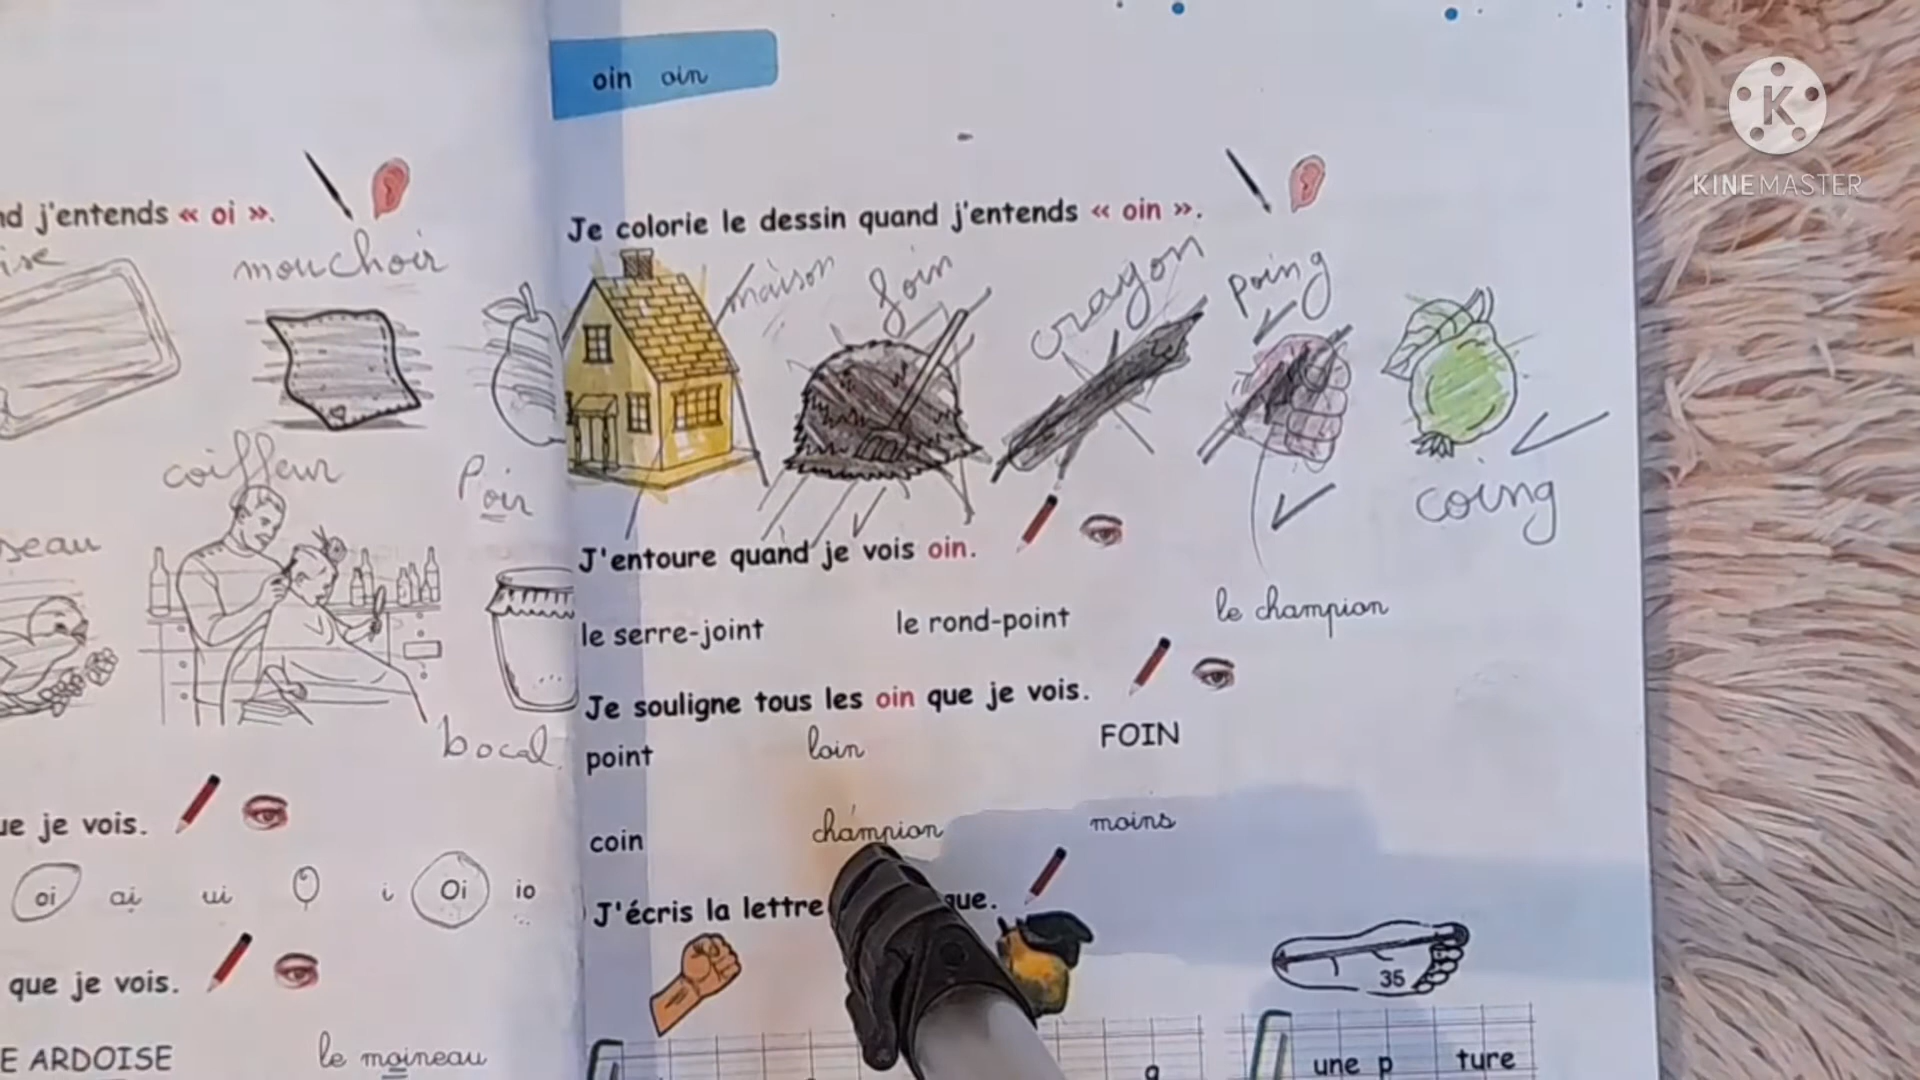 oin oin
KINEMASTER
nd j'entends « oi ».
ise
mouchoir
coiffeur
Poir
seau
bocal
ue je vois.
oi ai ui O i Oi io
que je vois.
E ARDOISE
le moineau
Je colorie le dessin quand j'entends « oin ».
maison
foin
crayon
poing
coing
J'entoure quand je vois oin.
le serre-joint le rond-point le champion
Je souligne tous les oin que je vois.
point loin FOIN
coin champion moins
J'écris la lettre que.
35
une p ture